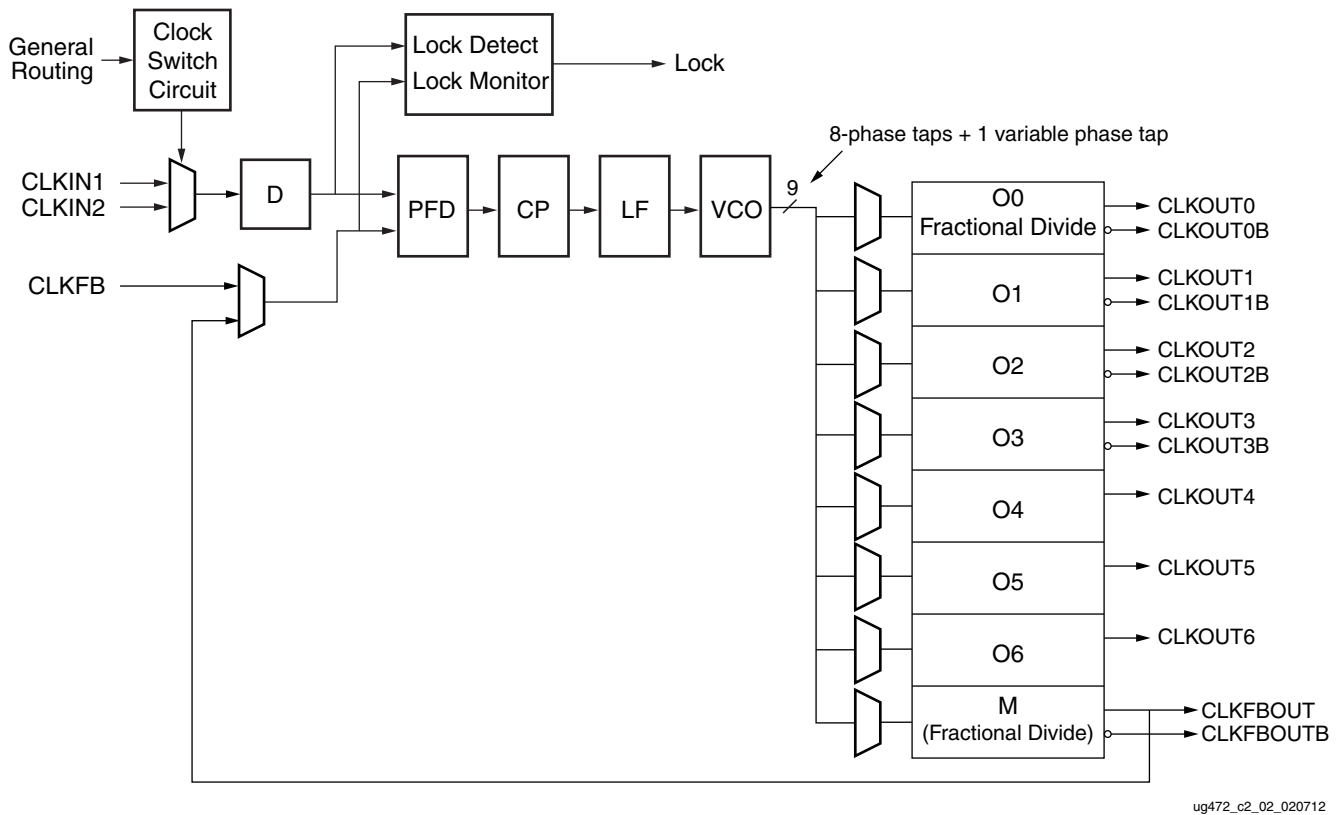 General
Routing
Clock
Switch
Circuit
Lock Detect
Lock Monitor
Lock
8-phase taps + 1 variable phase tap
CLKIN1
CLKIN2
D
PFD
CP
LF
VCO
9
CLKFB
O0
Fractional Divide
CLKOUT0
CLKOUT0B
O1
CLKOUT1
CLKOUT1B
O2
CLKOUT2
CLKOUT2B
O3
CLKOUT3
CLKOUT3B
O4
CLKOUT4
O5
CLKOUT5
O6
CLKOUT6
M
(Fractional Divide)
CLKFBOUT
CLKFBOUTB
ug472_c2_02_020712